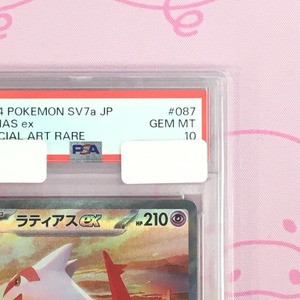 4 POKEMON SV7a JP #087
IAS ex GEM MT
CIAL ART RARE 10
PSA
ラティアスex HP210